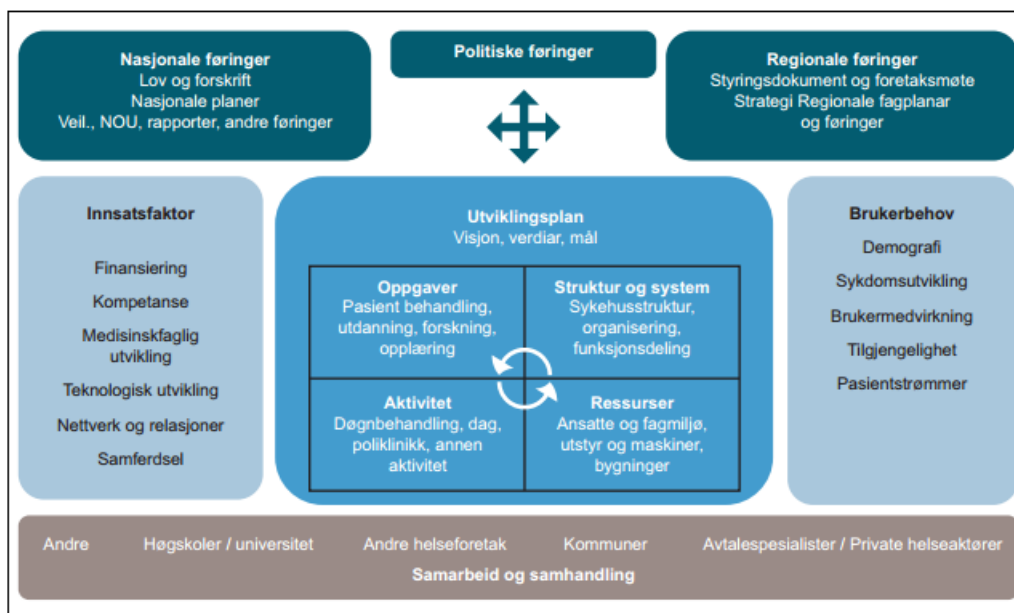 Nasjonale føringer
Lov og forskrift
Nasjonale planer
Veil., NOU, rapporter, andre føringer
Politiske føringer
Regionale føringer
Styringsdokument og foretaksmøte
Strategi Regionale fagplanar
og føringer
Innsatsfaktor
Finansiering
Kompetanse
Medisinskfaglig
utvikling
Teknologisk utvikling
Nettverk og relasjoner
Samferdsel
Utviklingsplan
Visjon, verdiar, mål
Oppgaver
Pasient behandling,
utdanning, forskning,
opplæring
Struktur og system
Sykehusstruktur,
organisering,
funksjonsdeling
Aktivitet
Døgnbehandling, dag,
poliklinikk, annen
aktivitet
Ressurser
Ansatte og fagmiljø,
utstyr og maskiner,
bygninger
Brukerbehov
Demografi
Sykdomsutvikling
Brukermedvirkning
Tilgjengelighet
Pasientstrømmer
Andre Høgskoler / universitet Andre helseforetak Kommuner Avtalespesialister / Private helseaktører
Samarbeid og samhandling